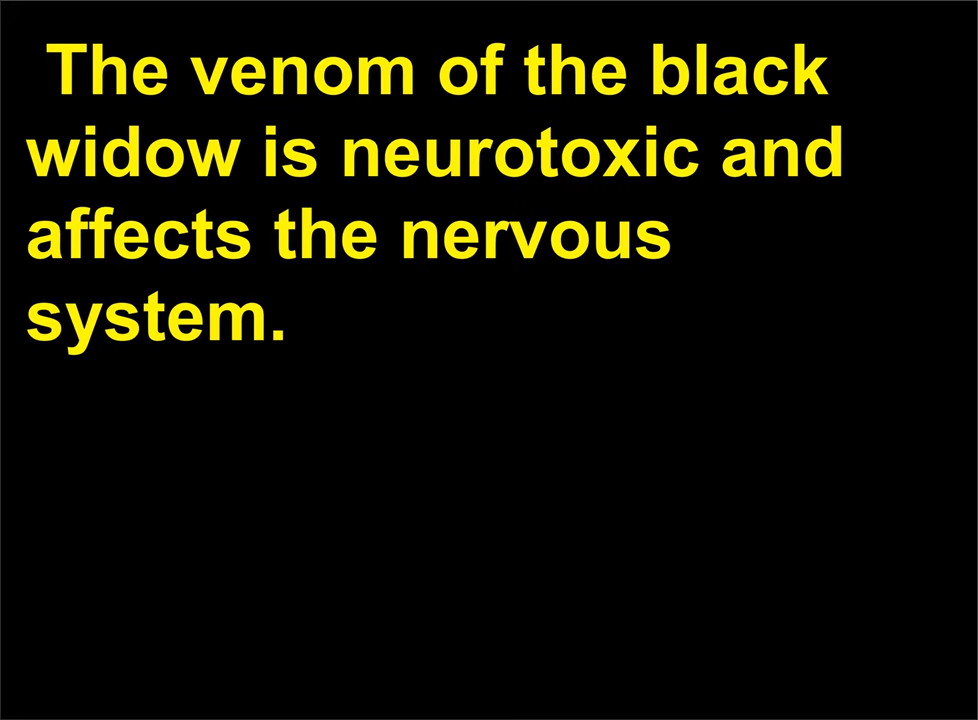 The venom of the black
widow is neurotoxic and
affects the nervous
system.